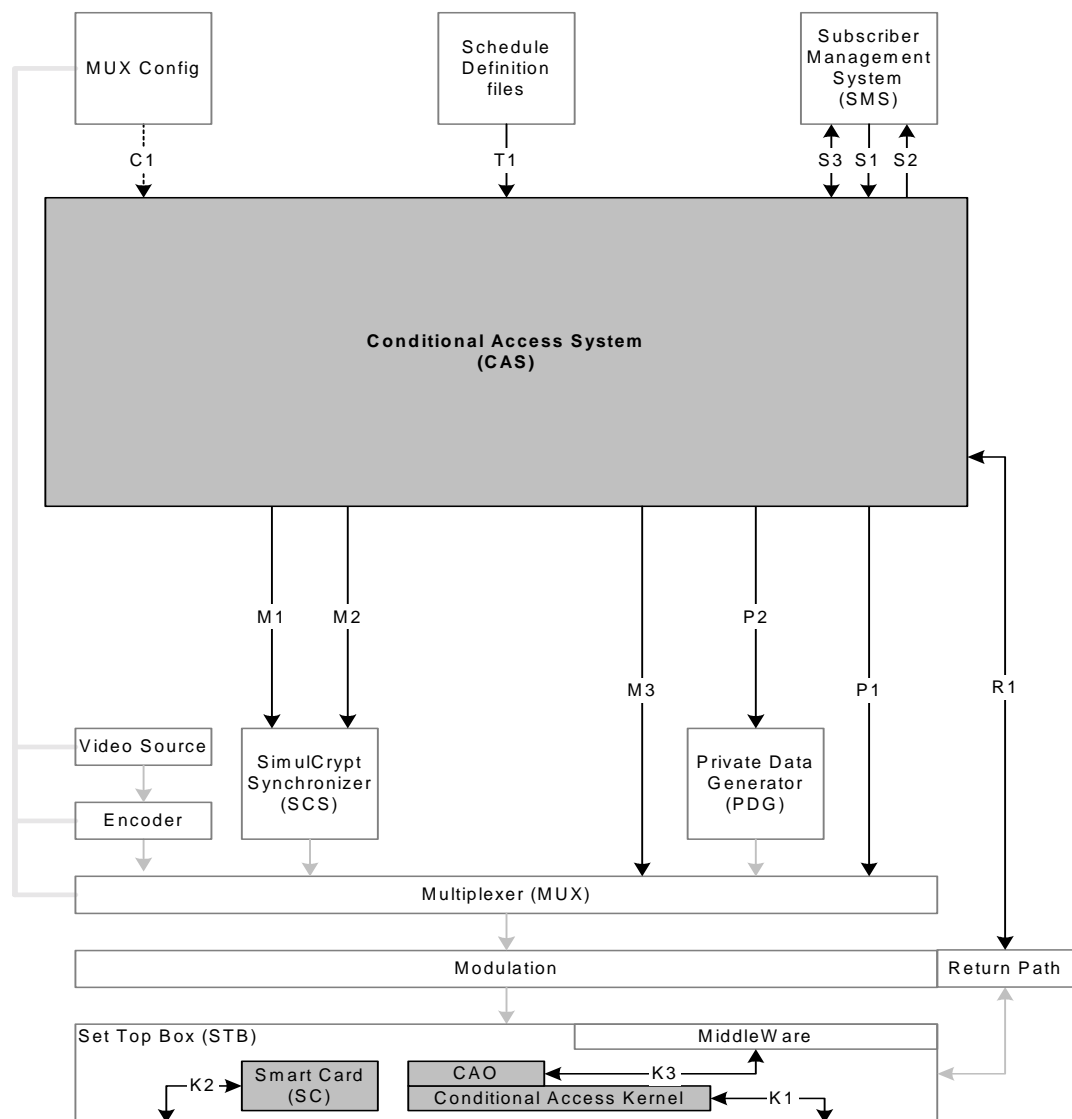 MUX Config
Schedule
Definition
files
Subscriber
Management
System
(SMS)
C1
T1
S3
S1
S2
Conditional Access System
(CAS)
M1
M2
M3
P2
P1
R1
Video Source
Encoder
SimulCrypt
Synchronizer
(SCS)
Private Data
Generator
(PDG)
Multiplexer (MUX)
Modulation
Return Path
Set Top Box (STB)
MiddleWare
K2
Smart Card
(SC)
CAO
K3
Conditional Access Kernel
K1